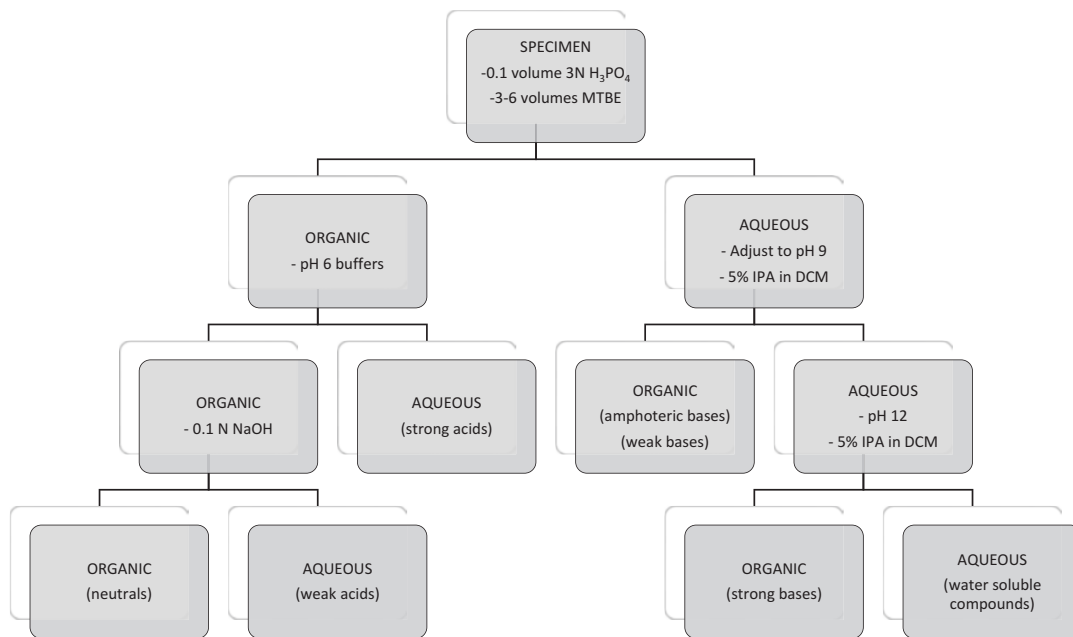 SPECIMEN
-0.1 volume 3N H₃PO₄
-3-6 volumes MTBE
ORGANIC
- pH 6 buffers
AQUEOUS
- Adjust to pH 9
- 5% IPA in DCM
ORGANIC
- 0.1 N NaOH
AQUEOUS
(strong acids)
ORGANIC
(amphoteric bases)
(weak bases)
AQUEOUS
- pH 12
- 5% IPA in DCM
ORGANIC
(neutrals)
AQUEOUS
(weak acids)
ORGANIC
(strong bases)
AQUEOUS
(water soluble
compounds)